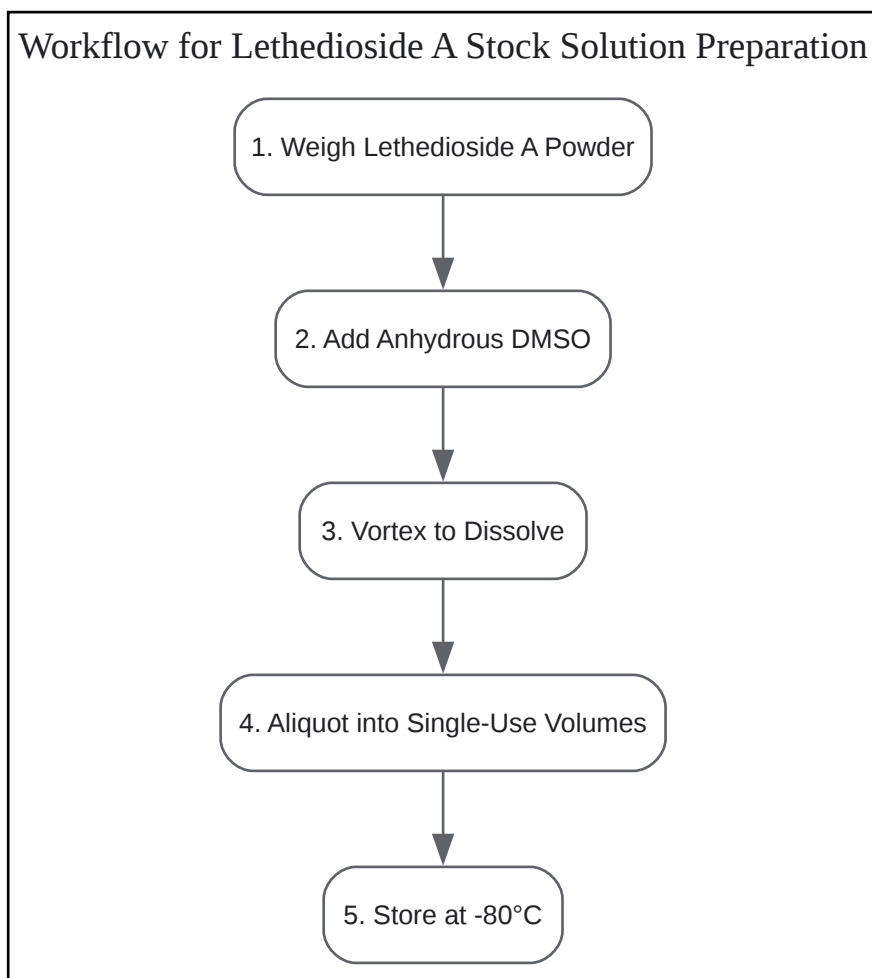 Workflow for Lethedioside A Stock Solution Preparation
1. Weigh Lethedioside A Powder
2. Add Anhydrous DMSO
3. Vortex to Dissolve
4. Aliquot into Single-Use Volumes
5. Store at -80°C